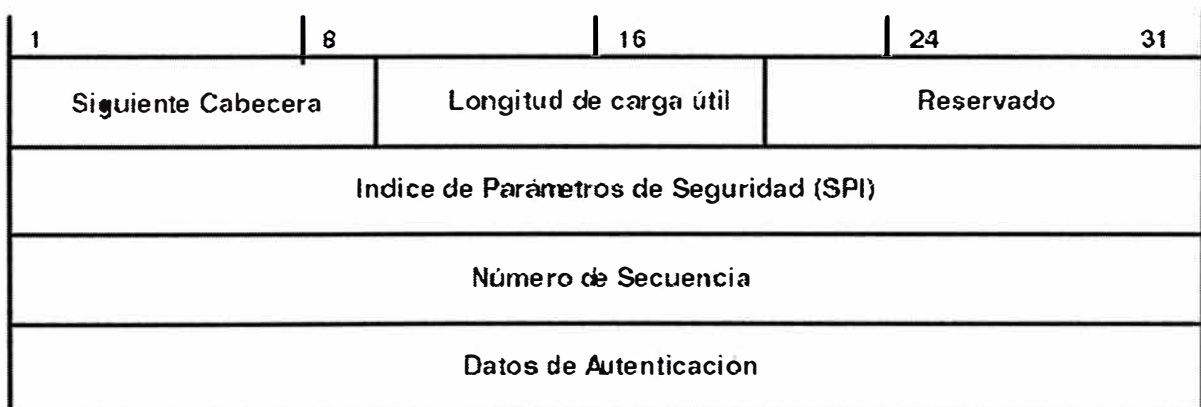 1 8 16 24 31
Siguiente Cabecera Longitud de carga útil Reservado
Indice de Parámetros de Seguridad (SPI)
Número de Secuencia
Datos de Autenticación